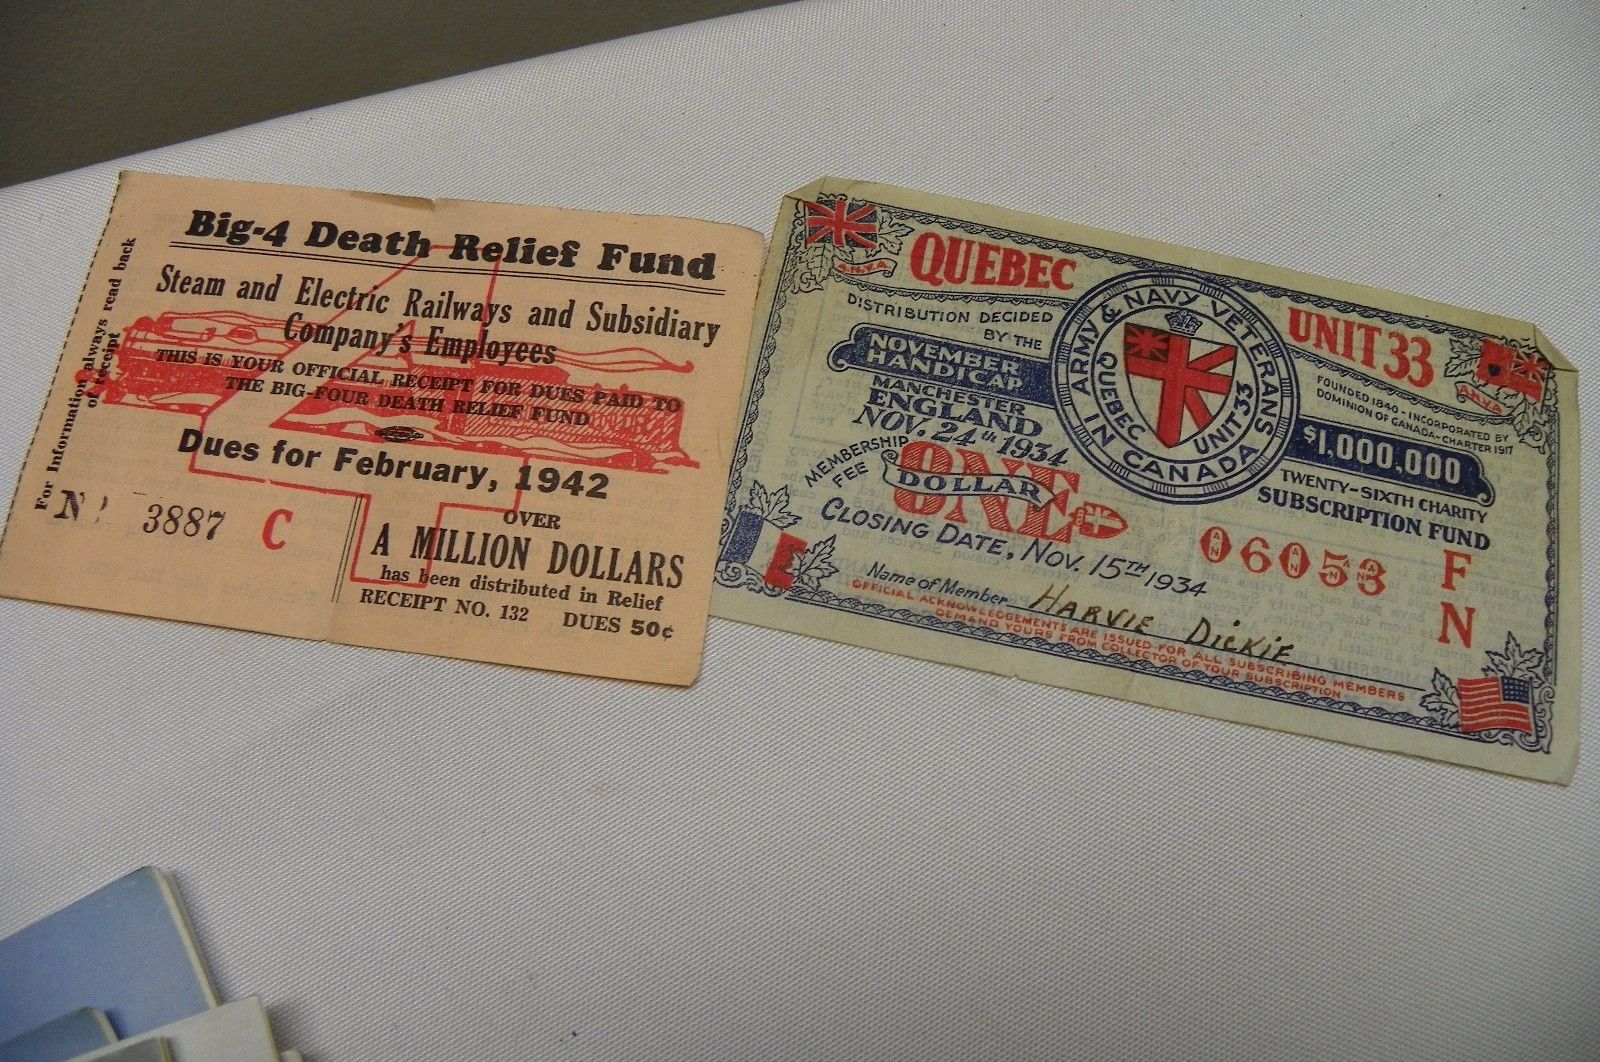 Big-4 Death Relief Fund
Steam and Electric Railways and Subsidiary
Company's Employees
THIS IS YOUR OFFICIAL RECEIPT FOR DUES PAID TO
THE BIG-FOUR DEATH RELIEF FUND
Dues for February, 1942
For Information always read back
of receipt
3887 C
OVER
A MILLION DOLLARS
has been distributed in Relief
RECEIPT NO. 132 DUES 50¢
A.N.V.A
QUEBEC
UNIT 33
A.N.V.A
DISTRIBUTION DECIDED
BY THE
NOVEMBER
HANDICAP
MANCHESTER
ENGLAND
NOV. 24th 1934
MEMBERSHIP
FEE
ONE
DOLLAR
CLOSING DATE, NOV. 15TH 1934
ARMY & NAVY VETERANS
IN CANADA
QUEBEC UNIT 33
FOUNDED 1840-INCORPORATED BY
DOMINION OF CANADA-CHARTER 1917
$1,000,000
TWENTY-SIXTH CHARITY
SUBSCRIPTION FUND
06053
F
N
Name of Member HARVIE DICKIE
OFFICIAL ACKNOWLEDGEMENTS ARE ISSUED FOR ALL SUBSCRIBING MEMBERS
DEMAND YOURS FROM COLLECTOR OF YOUR SUBSCRIPTION